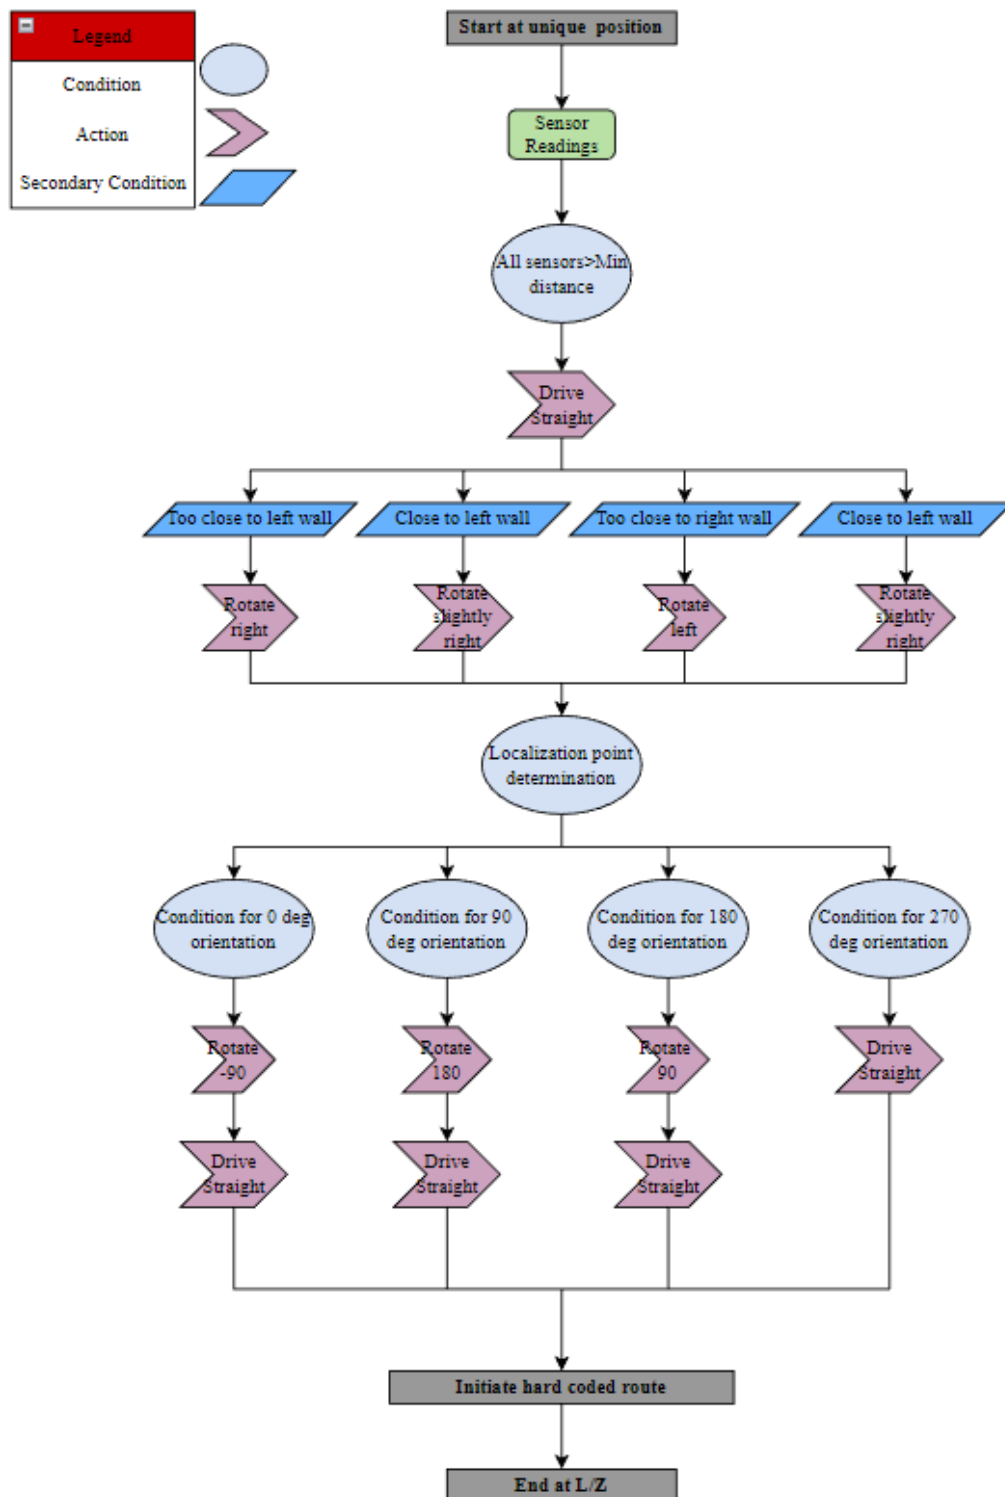 Legend
Condition
Action
Secondary Condition
Start at unique position
Sensor
Readings
All sensors>Min
distance
Drive
Straight
Too close to left wall
Close to left wall
Too close to right wall
Close to left wall
Rotate
right
Rotate
slightly
right
Rotate
left
Rotate
slightly
right
Localization point
determination
Condition for 0 deg
orientation
Condition for 90
deg orientation
Condition for 180
deg orientation
Condition for 270
deg orientation
Rotate
-90
Rotate
180
Rotate
90
Drive
Straight
Drive
Straight
Drive
Straight
Drive
Straight
Initiate hard coded route
End at L/Z